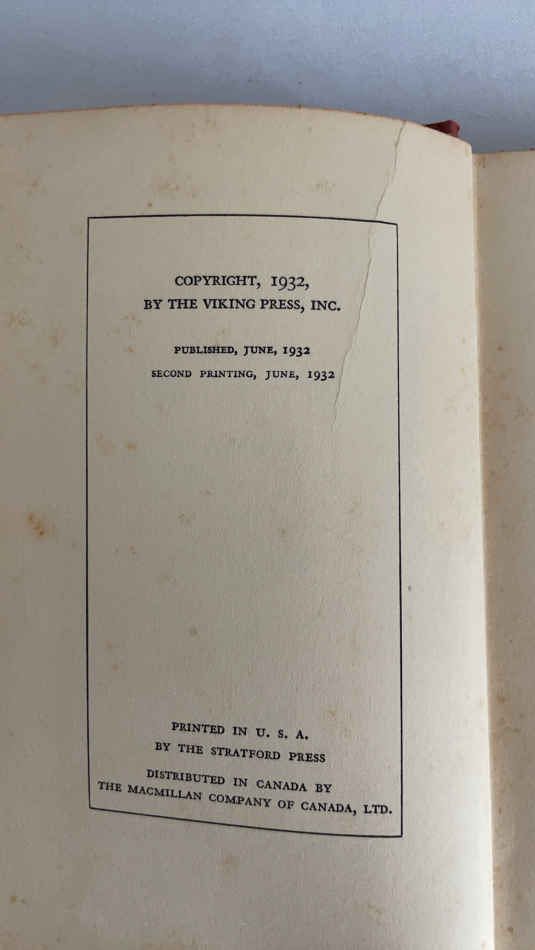 COPYRIGHT, 1932,
BY THE VIKING PRESS, INC.
PUBLISHED, JUNE, 1932
SECOND PRINTING, JUNE, 1932
PRINTED IN U. S. A.
BY THE STRATFORD PRESS
DISTRIBUTED IN CANADA BY
THE MACMILLAN COMPANY OF CANADA, LTD.